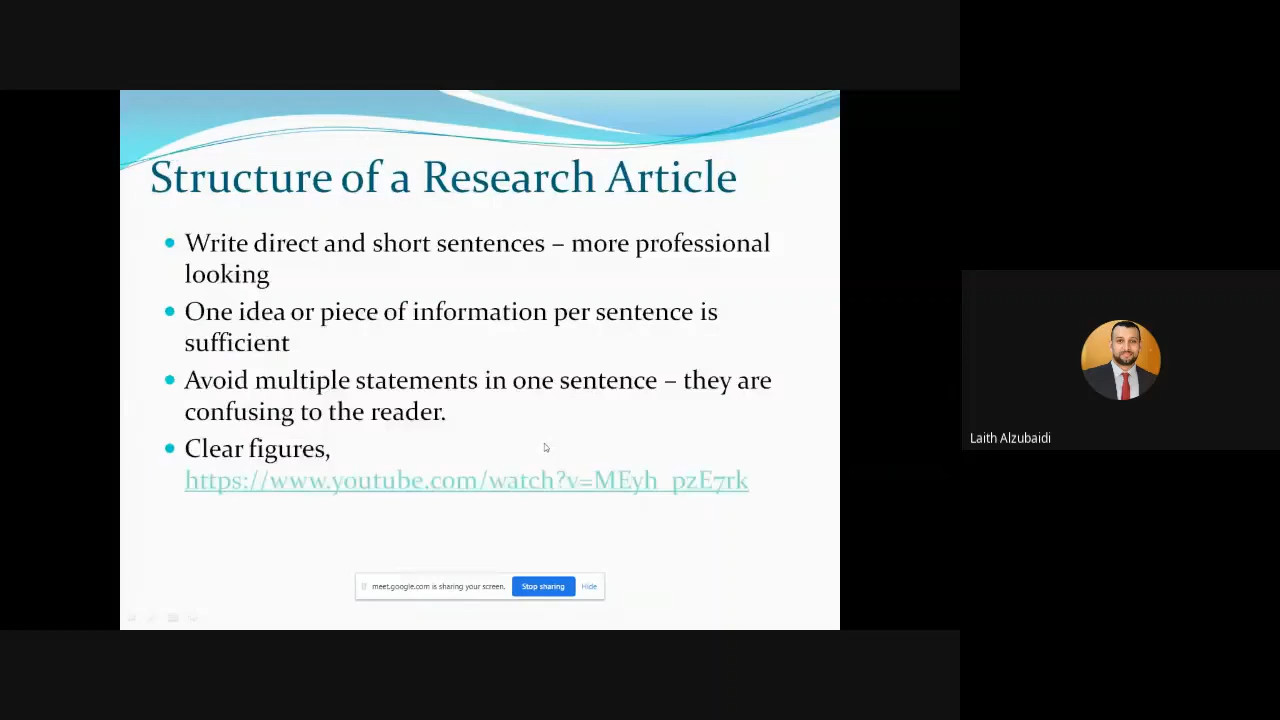 Structure of a Research Article
Write direct and short sentences – more professional
looking
One idea or piece of information per sentence is
sufficient
Avoid multiple statements in one sentence – they are
confusing to the reader.
Clear figures,
https://www.youtube.com/watch?v=MEyh_pzE7rk
meet.google.com is sharing your screen. Stop sharing Hide
Laith Alzubaidi